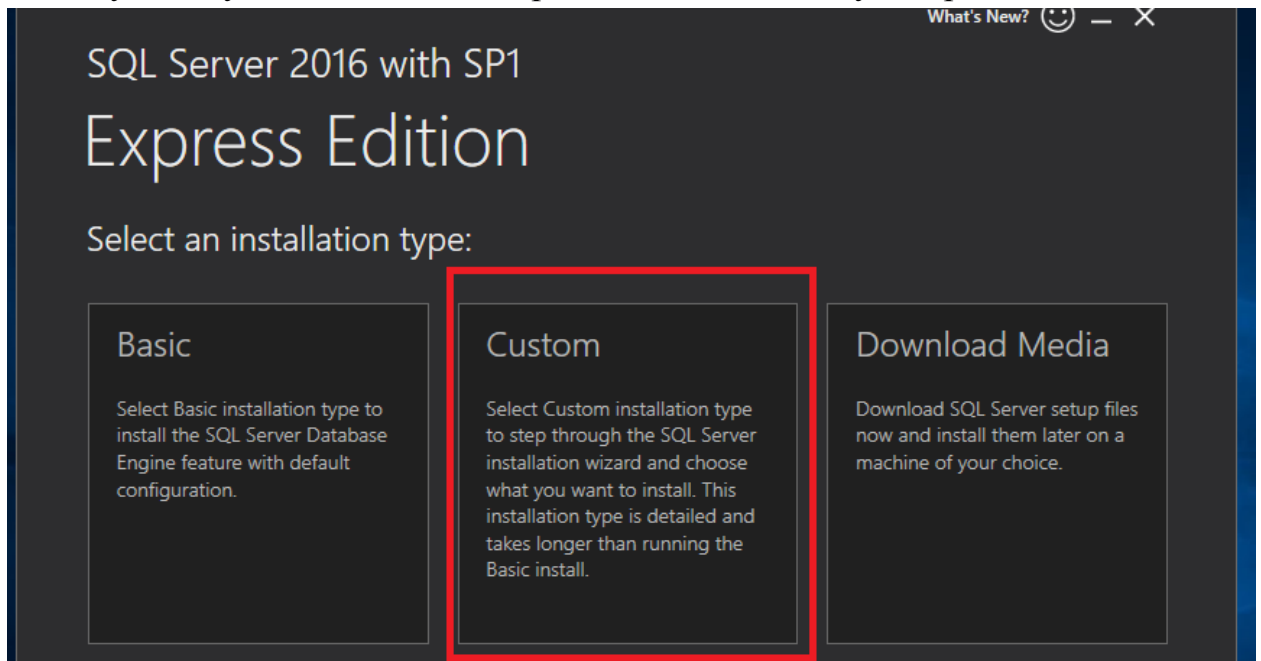 What's New?
SQL Server 2016 with SP1
Express Edition
Select an installation type:
Basic
Select Basic installation type to
install the SQL Server Database
Engine feature with default
configuration.
Custom
Select Custom installation type
to step through the SQL Server
installation wizard and choose
what you want to install. This
installation type is detailed and
takes longer than running the
Basic install.
Download Media
Download SQL Server setup files
now and install them later on a
machine of your choice.